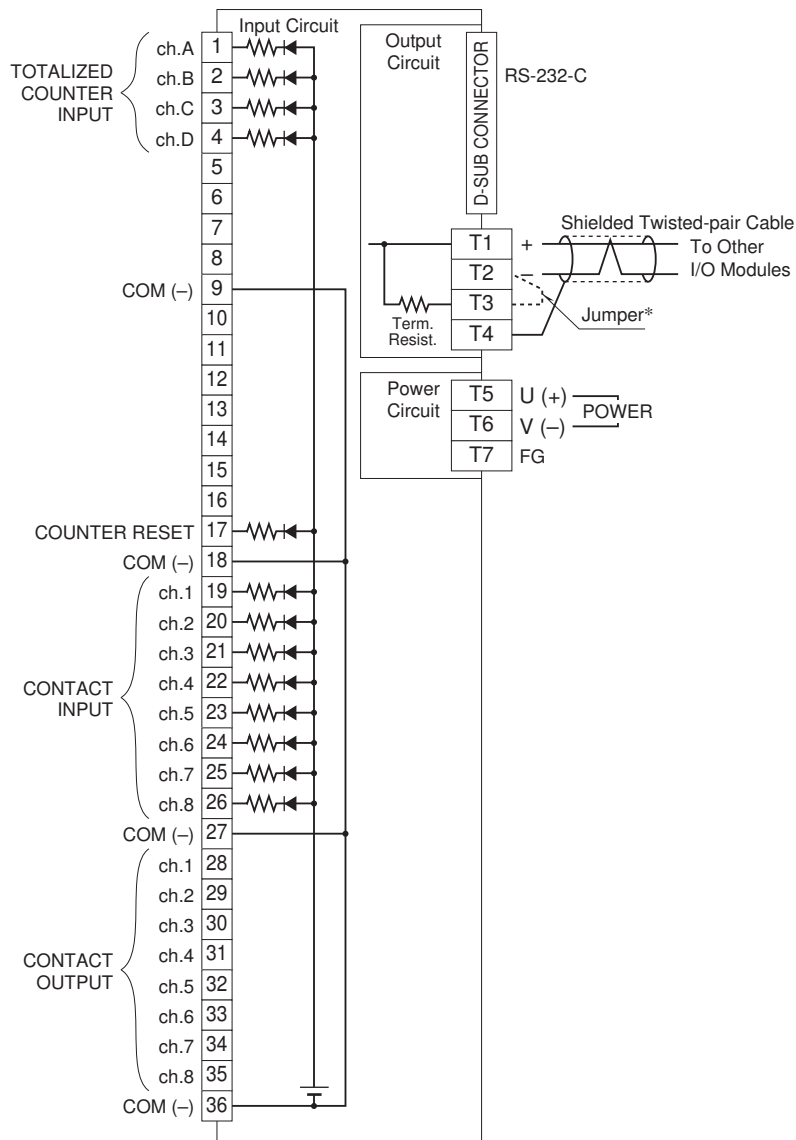 Input Circuit
TOTALIZED
COUNTER
INPUT
ch.A 1
ch.B 2
ch.C 3
ch.D 4
5
6
7
8
COM (–) 9
10
11
12
13
14
15
16
COUNTER RESET 17
COM (–) 18
CONTACT
INPUT
ch.1 19
ch.2 20
ch.3 21
ch.4 22
ch.5 23
ch.6 24
ch.7 25
ch.8 26
COM (–) 27
CONTACT
OUTPUT
ch.1 28
ch.2 29
ch.3 30
ch.4 31
ch.5 32
ch.6 33
ch.7 34
ch.8 35
COM (–) 36
Output
Circuit
D-SUB CONNECTOR
RS-232-C
Shielded Twisted-pair Cable
T1 +
T2 –
T3
T4
To Other
I/O Modules
Term.
Resist.
Jumper*
Power
Circuit
T5 U (+)
T6 V (–)
T7 FG
POWER